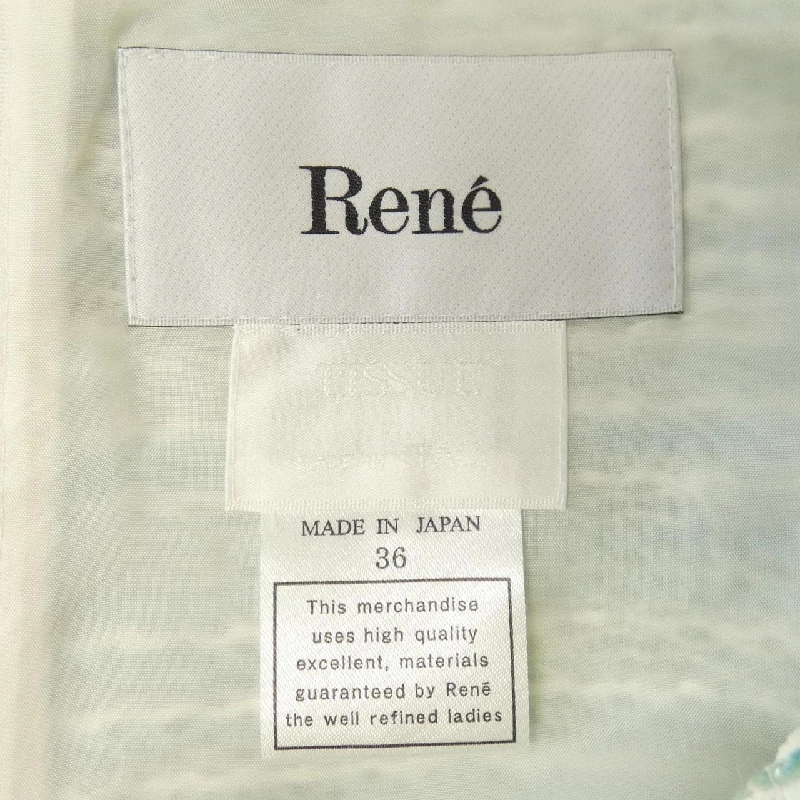 René
TISSUE
MADE IN JAPAN
36
This merchandise
uses high quality
excellent, materials
guaranteed by René
the well refined ladies